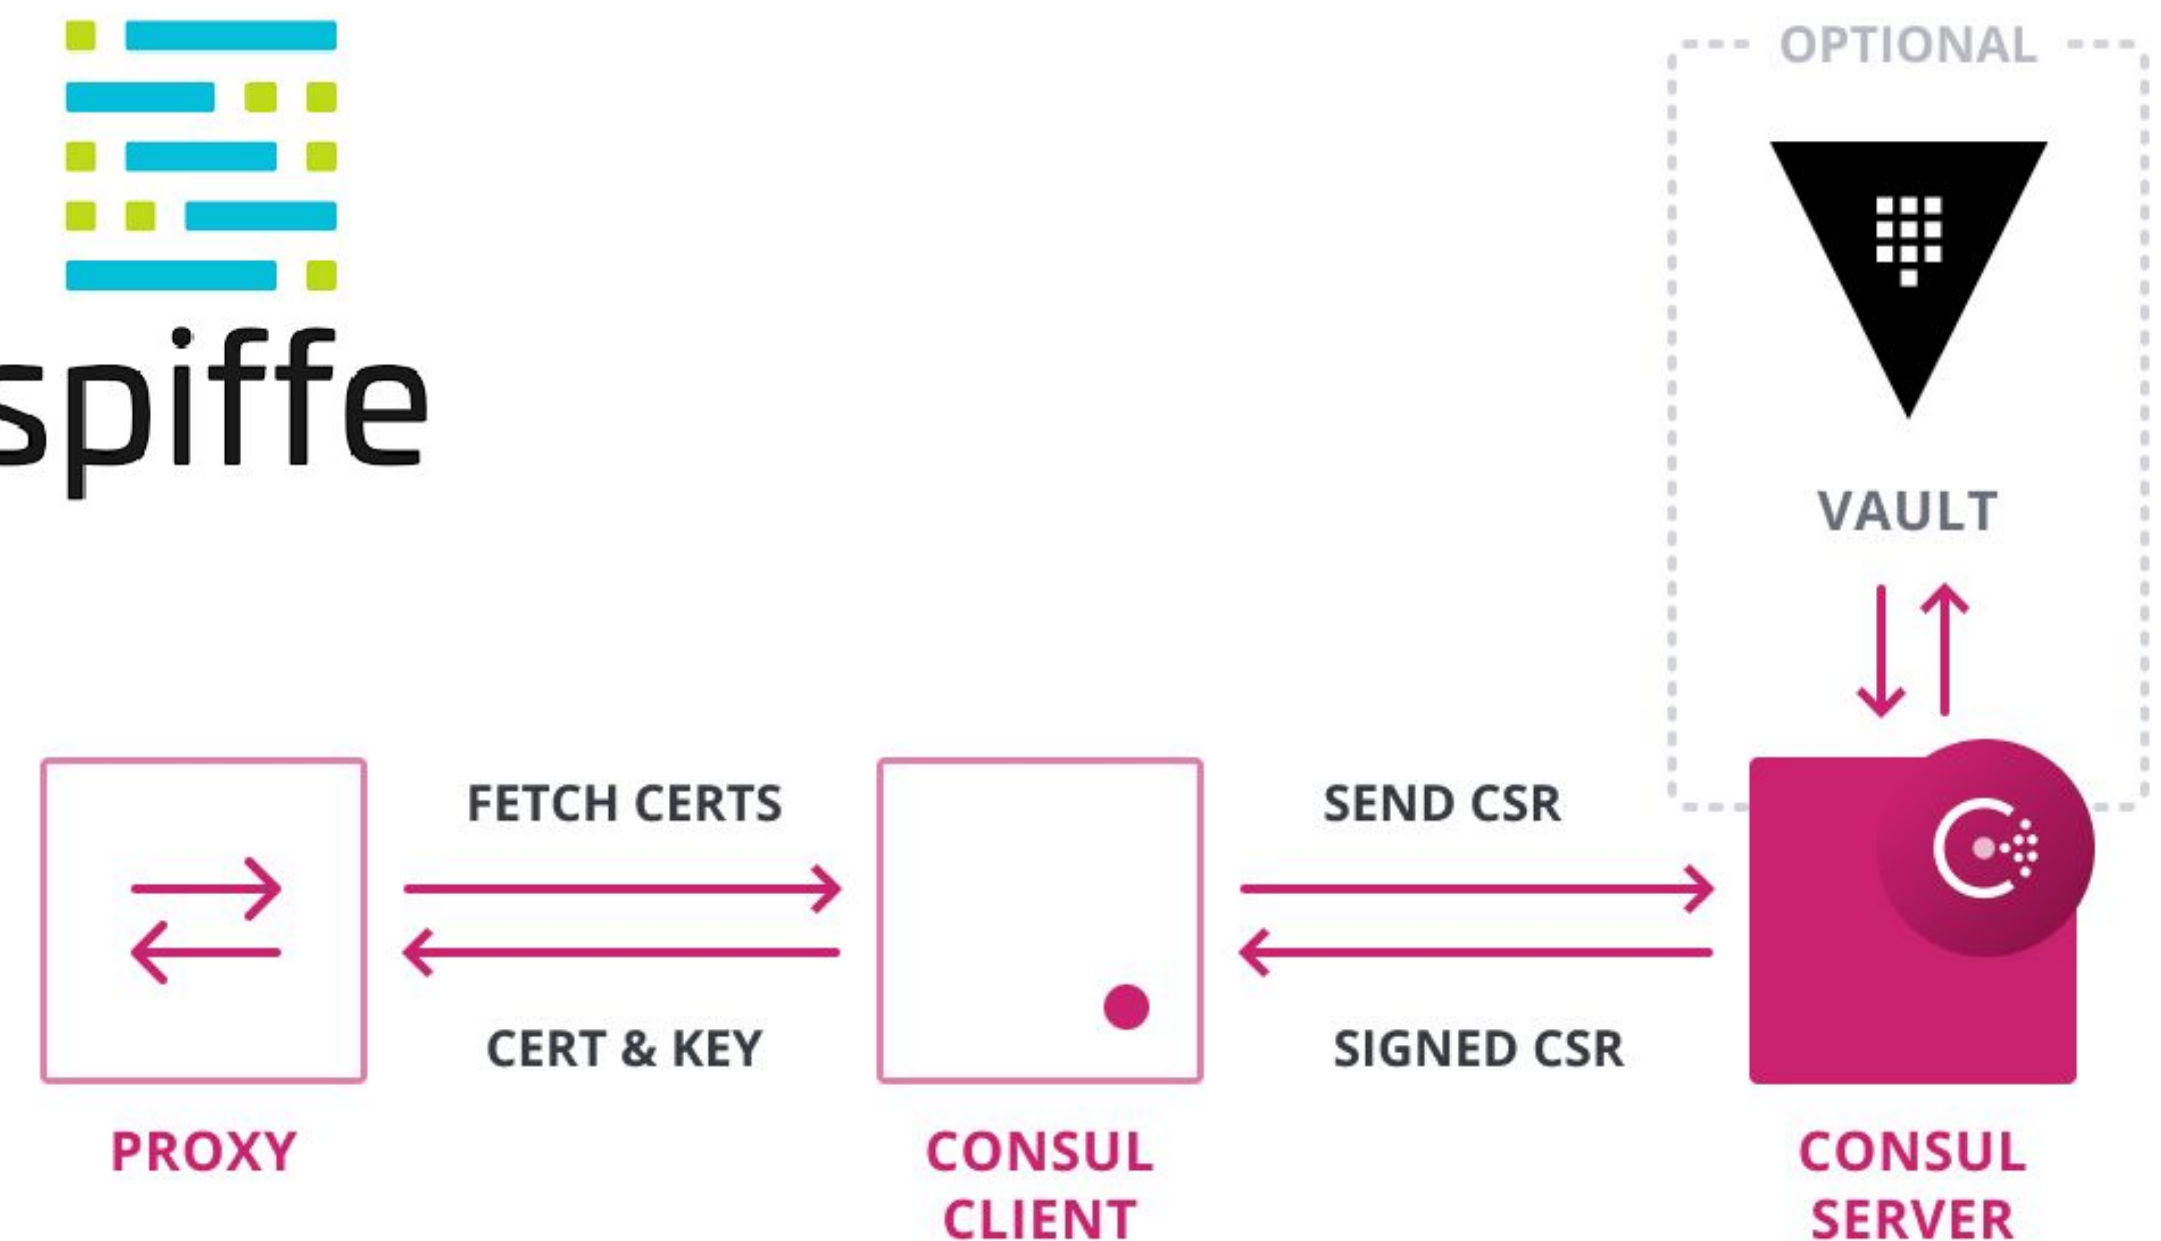 OPTIONAL
spiffe
VAULT
FETCH CERTS
SEND CSR
CERT & KEY
SIGNED CSR
PROXY
CONSUL
CLIENT
CONSUL
SERVER